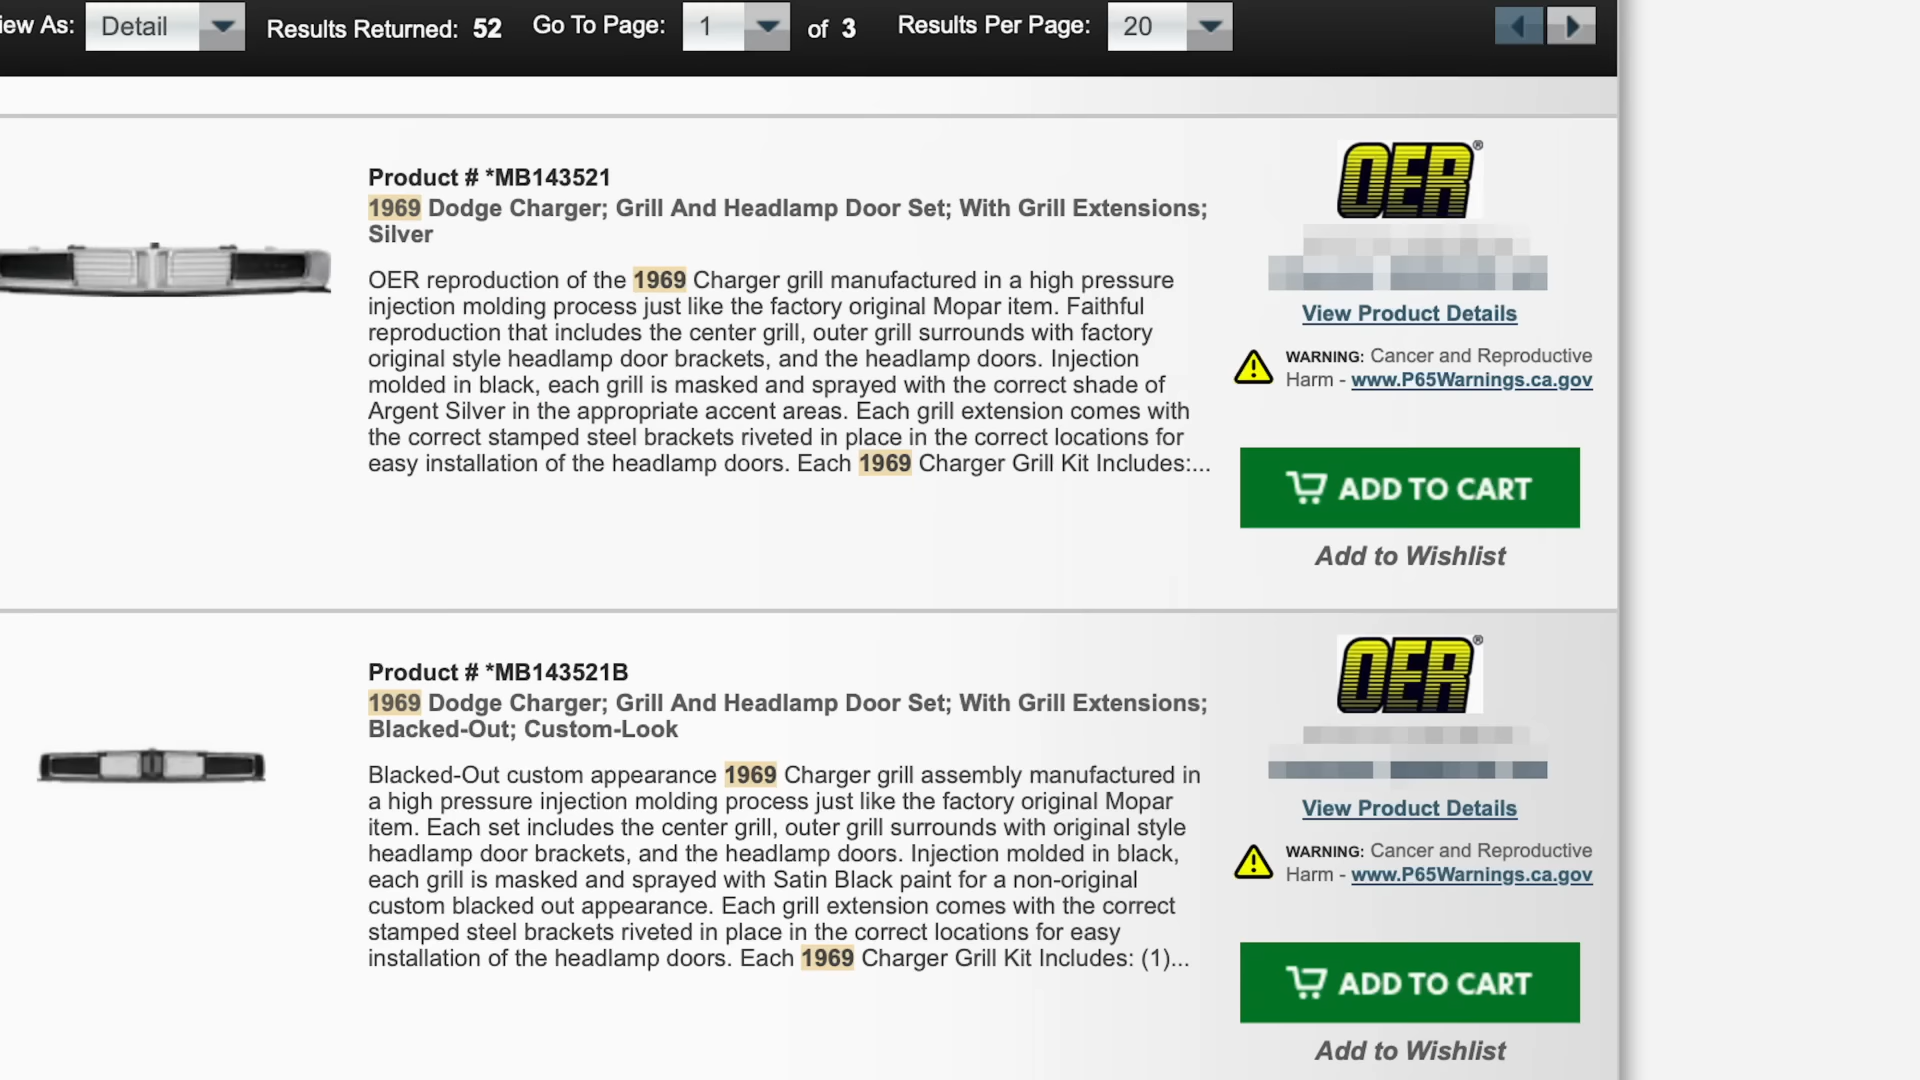 iew As: Detail Results Returned: 52 Go To Page: 1 of 3 Results Per Page: 20
Product # *MB143521
1969 Dodge Charger; Grill And Headlamp Door Set; With Grill Extensions;
Silver
OER reproduction of the 1969 Charger grill manufactured in a high pressure
injection molding process just like the factory original Mopar item. Faithful
reproduction that includes the center grill, outer grill surrounds with factory
original style headlamp door brackets, and the headlamp doors. Injection
molded in black, each grill is masked and sprayed with the correct shade of
Argent Silver in the appropriate accent areas. Each grill extension comes with
the correct stamped steel brackets riveted in place in the correct locations for
easy installation of the headlamp doors. Each 1969 Charger Grill Kit Includes:...
OER®
View Product Details
WARNING: Cancer and Reproductive
Harm - www.P65Warnings.ca.gov
ADD TO CART
Add to Wishlist
Product # *MB143521B
1969 Dodge Charger; Grill And Headlamp Door Set; With Grill Extensions;
Blacked-Out; Custom-Look
Blacked-Out custom appearance 1969 Charger grill assembly manufactured in
a high pressure injection molding process just like the factory original Mopar
item. Each set includes the center grill, outer grill surrounds with original style
headlamp door brackets, and the headlamp doors. Injection molded in black,
each grill is masked and sprayed with Satin Black paint for a non-original
custom blacked out appearance. Each grill extension comes with the correct
stamped steel brackets riveted in place in the correct locations for easy
installation of the headlamp doors. Each 1969 Charger Grill Kit Includes: (1)...
OER®
View Product Details
WARNING: Cancer and Reproductive
Harm - www.P65Warnings.ca.gov
ADD TO CART
Add to Wishlist